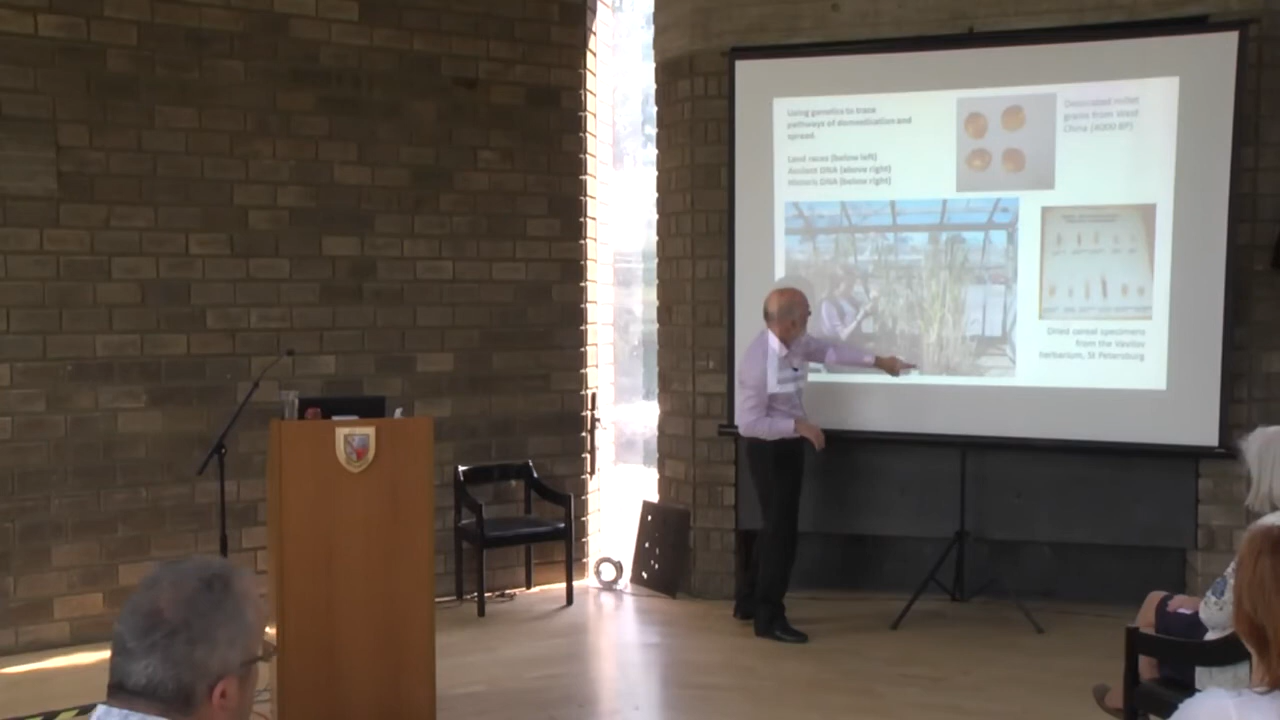 Using genetics to trace
pathways of domestication and
spread.
Land races (below left)
Ancient DNA (above right)
Historic DNA (below right)
Desiccated millet
grains from West
China (4000 BP)
Dried cereal specimens
from the Vavilov
herbarium, St Petersburg